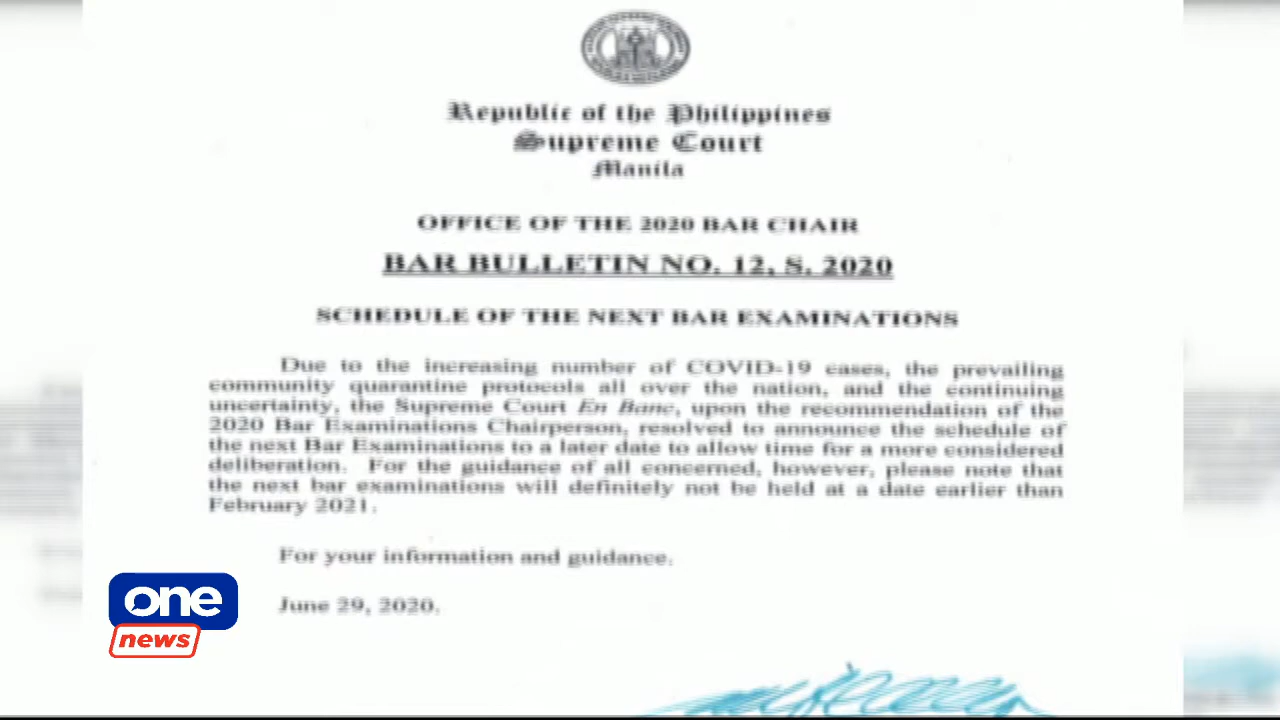 Republic of the Philippines
Supreme Court
Manila
OFFICE OF THE 2020 BAR CHAIR
BAR BULLETIN NO. 12, S. 2020
SCHEDULE OF THE NEXT BAR EXAMINATIONS
Due to the increasing number of COVID-19 cases, the prevailing
community quarantine protocols all over the nation, and the continuing
uncertainty, the Supreme Court En Banc, upon the recommendation of the
2020 Bar Examinations Chairperson, resolved to announce the schedule of
the next Bar Examinations to a later date to allow time for a more considered
deliberation. For the guidance of all concerned, however, please note that
the next bar examinations will definitely not be held at a date earlier than
February 2021.
For your information and guidance.
June 29, 2020.
one
news